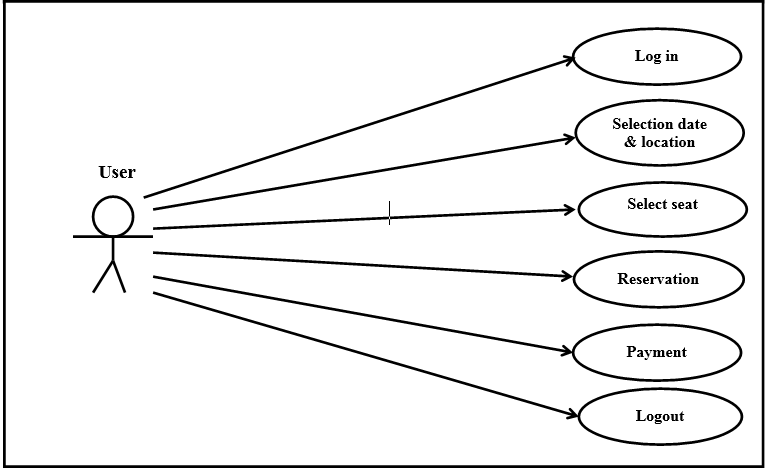 Log in
Selection date
& location
User
Select seat
Reservation
Payment
Logout